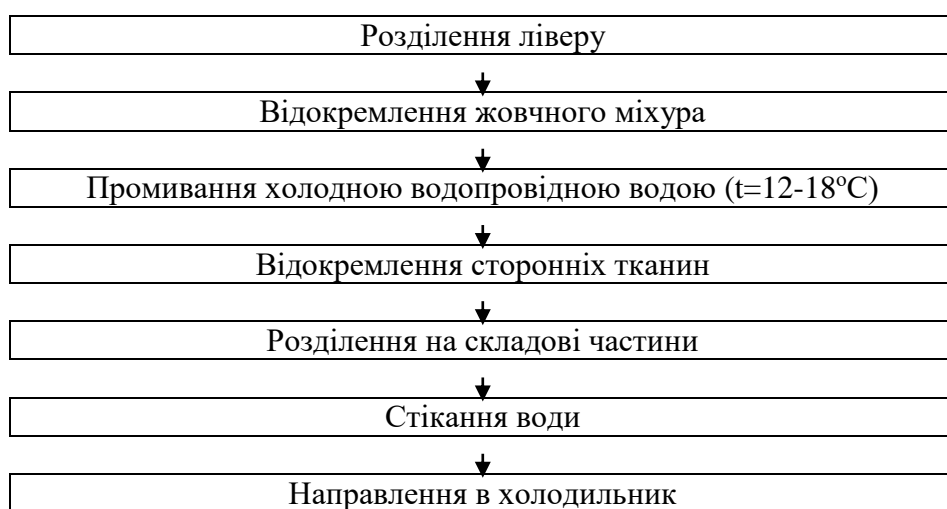 Розділення ліверу
Відокремлення жовчного міхура
Промивання холодною водопровідною водою (t=12-18ºС)
Відокремлення сторонніх тканин
Розділення на складові частини
Стікання води
Направлення в холодильник